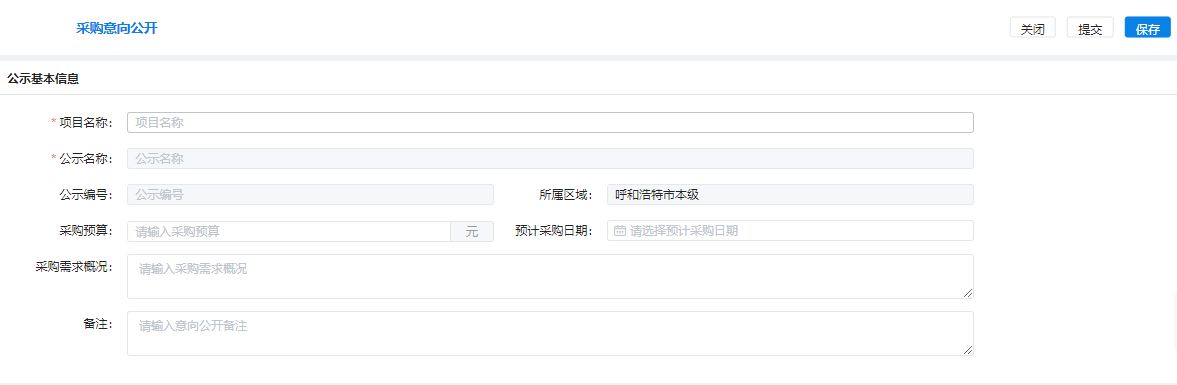 采购意向公开 关闭 提交 保存
公示基本信息
* 项目名称: 项目名称
* 公示名称: 公示名称
公示编号: 公示编号 所属区域: 呼和浩特市本级
采购预算: 请输入采购预算 元 预计采购日期: 请选择预计采购日期
采购需求概况: 请输入采购需求概况
备注: 请输入意向公开备注